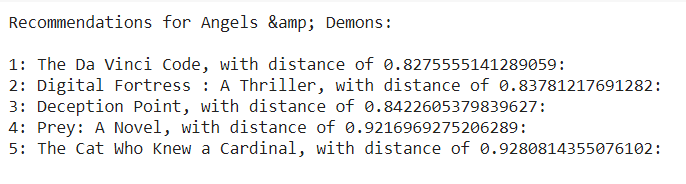 Recommendations for Angels &amp; Demons:
1: The Da Vinci Code, with distance of 0.8275555141289059:
2: Digital Fortress : A Thriller, with distance of 0.83781217691282:
3: Deception Point, with distance of 0.8422605379839627:
4: Prey: A Novel, with distance of 0.9216969275206289:
5: The Cat Who Knew a Cardinal, with distance of 0.9280814355076102: